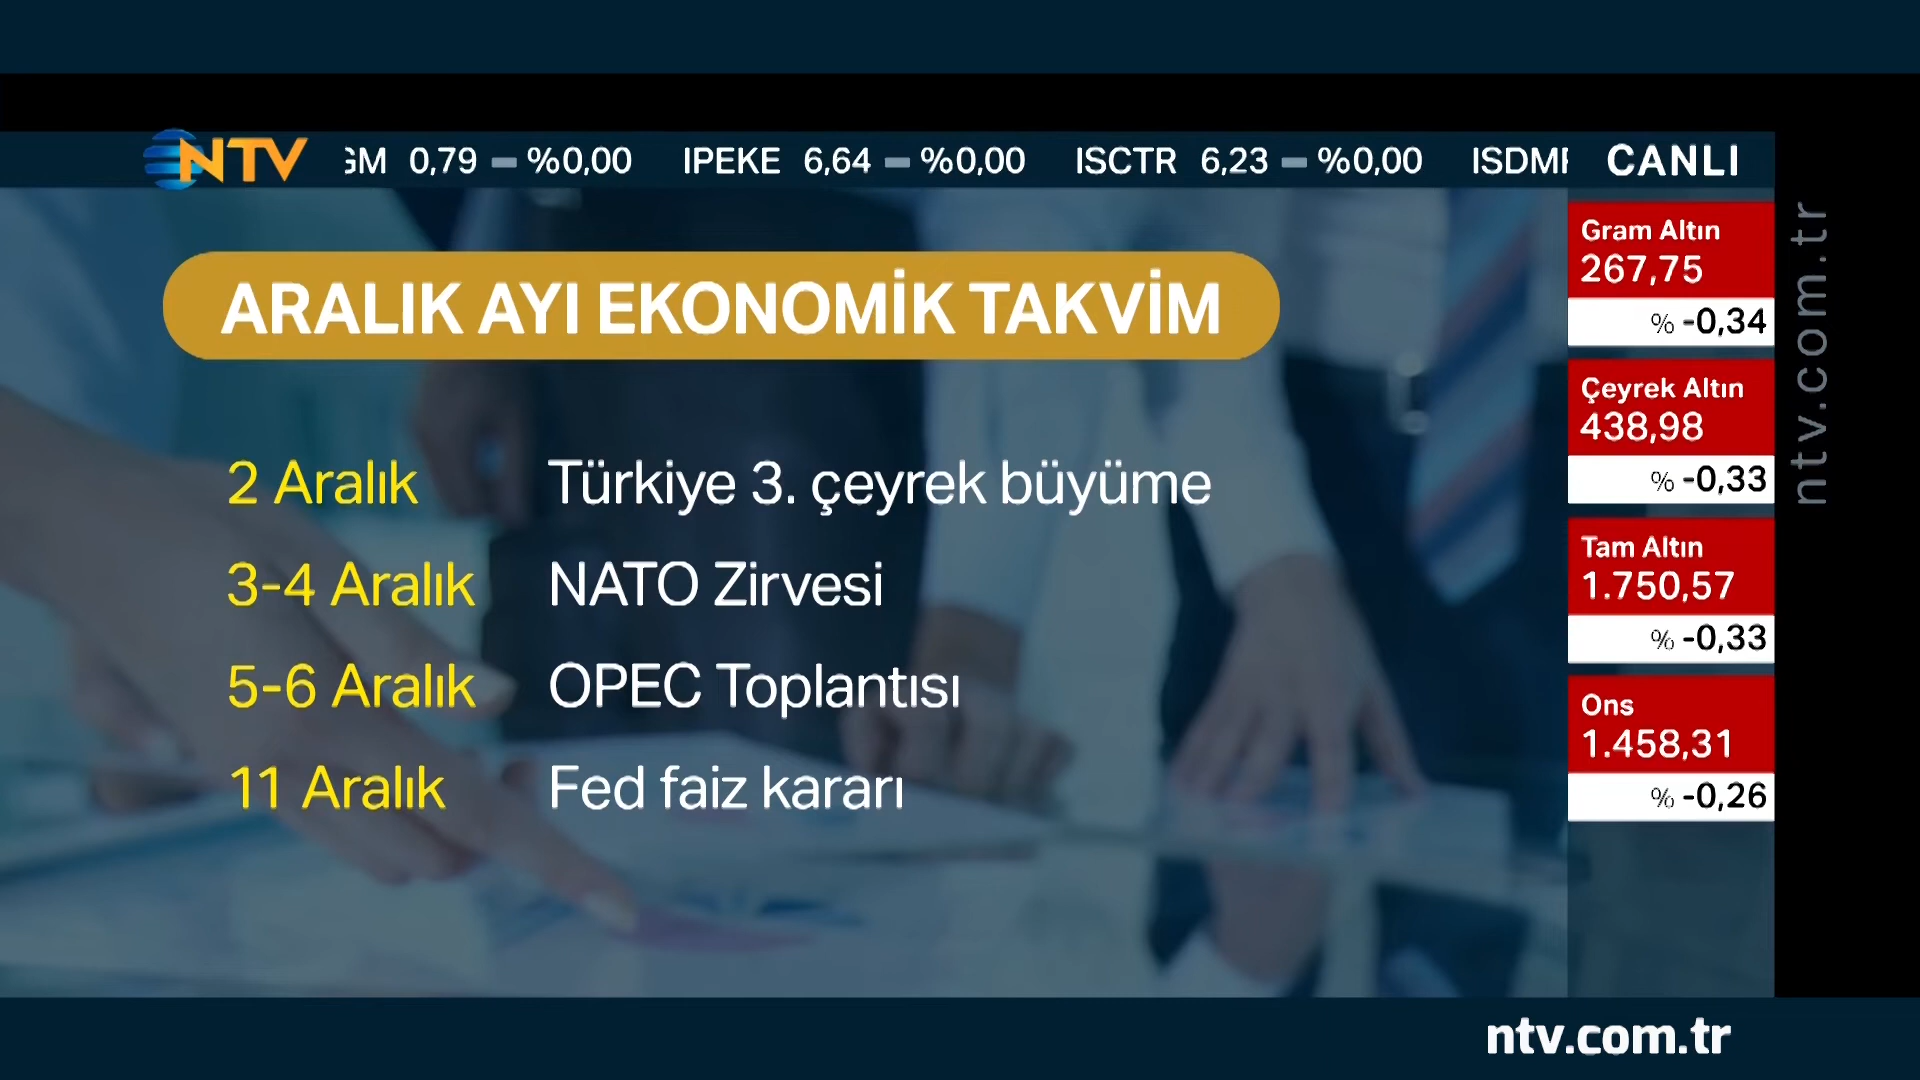 NTV
GM 0,79 %0,00 IPEKE 6,64 %0,00 ISCTR 6,23 %0,00 CANLI
ARALIK AYI EKONOMİK TAKVİM
2 Aralık Türkiye 3. çeyrek büyüme
3-4 Aralık NATO Zirvesi
5-6 Aralık OPEC Toplantısı
11 Aralık Fed faiz kararı
Gram Altın
267,75
% -0,34
Çeyrek Altın
438,98
% -0,33
Tam Altın
1.750,57
% -0,33
Ons
1.458,31
% -0,26
ntv.com.tr
ntv.com.tr